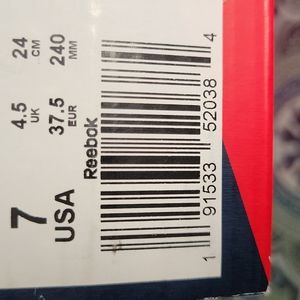 7 4.5 37.5
USA UK EUR
24 240
CM MM
Reebok
1 91533 52038 4